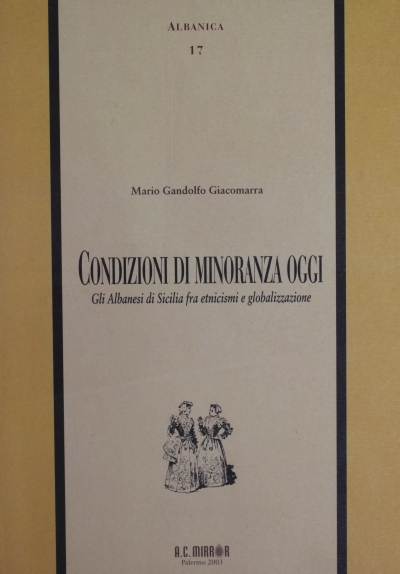 ALBANICA
17
Mario Gandolfo Giacomarra
CONDIZIONI DI MINORANZA OGGI
Gli Albanesi di Sicilia fra etnicismi e globalizzazione
A.C. MIRROR
Palermo 2003